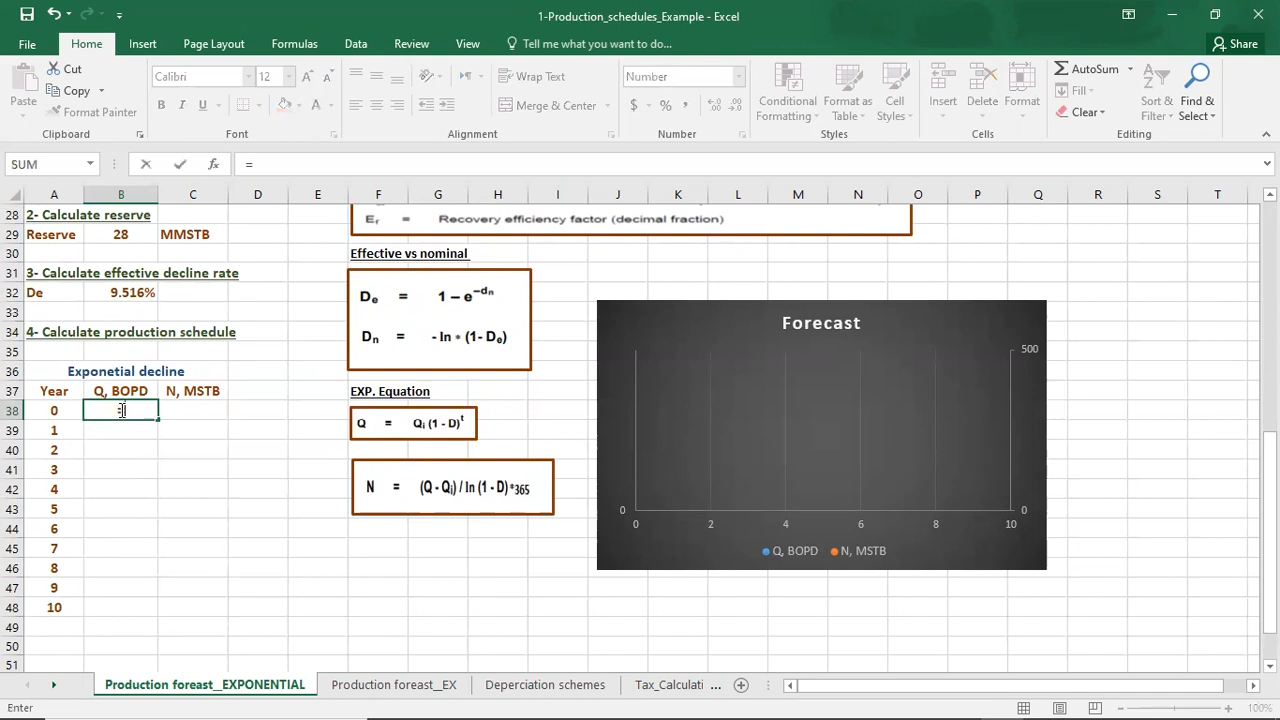 1-Production_schedules_Example - Excel
File Home Insert Page Layout Formulas Data Review View Tell me what you want to do... Share
Paste Cut Copy Format Painter Clipboard
Calibri 12 B I U A A A Font
Wrap Text Merge & Center Alignment
Number $ % , Number
Conditional Formatting Format as Table Cell Styles Styles
Insert Delete Format Cells
AutoSum Fill Clear Sort & Filter Find & Select Editing
SUM fx =
A B C D E F G H I J K L M N O P Q R S T
28 2- Calculate reserve
E r = Recovery efficiency factor (decimal fraction)
29 Reserve 28 MMSTB
30 Effective vs nominal
31 3- Calculate effective decline rate
32 De 9.516%
De = 1 – e^–dn
33
34 4- Calculate production schedule
Dn = - ln * (1- De)
35
36 Exponetial decline
37 Year Q, BOPD N, MSTB EXP. Equation
38 0 =
Q = Qi (1 - D)^t
39 1
40 2
41 3
42 4
N = (Q - Qi) / ln (1 - D)*365
43 5
44 6
45 7
46 8
47 9
48 10
49
50
51
Forecast
500
0 0
0 2 4 6 8 10
Q, BOPD N, MSTB
Production foreast__EXPONENTIAL Production foreast__EX Deperciation schemes Tax_Calculati ...
Enter 100%